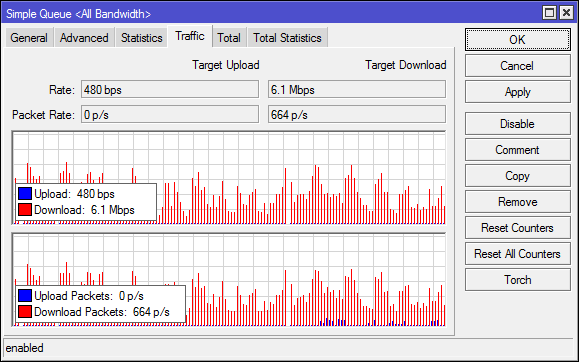 Simple Queue <All Bandwidth>
General Advanced Statistics Traffic Total Total Statistics
Target Upload Target Download
Rate: 480 bps 6.1 Mbps
Packet Rate: 0 p/s 664 p/s
Upload: 480 bps
Download: 6.1 Mbps
Upload Packets: 0 p/s
Download Packets: 664 p/s
OK
Cancel
Apply
Disable
Comment
Copy
Remove
Reset Counters
Reset All Counters
Torch
enabled